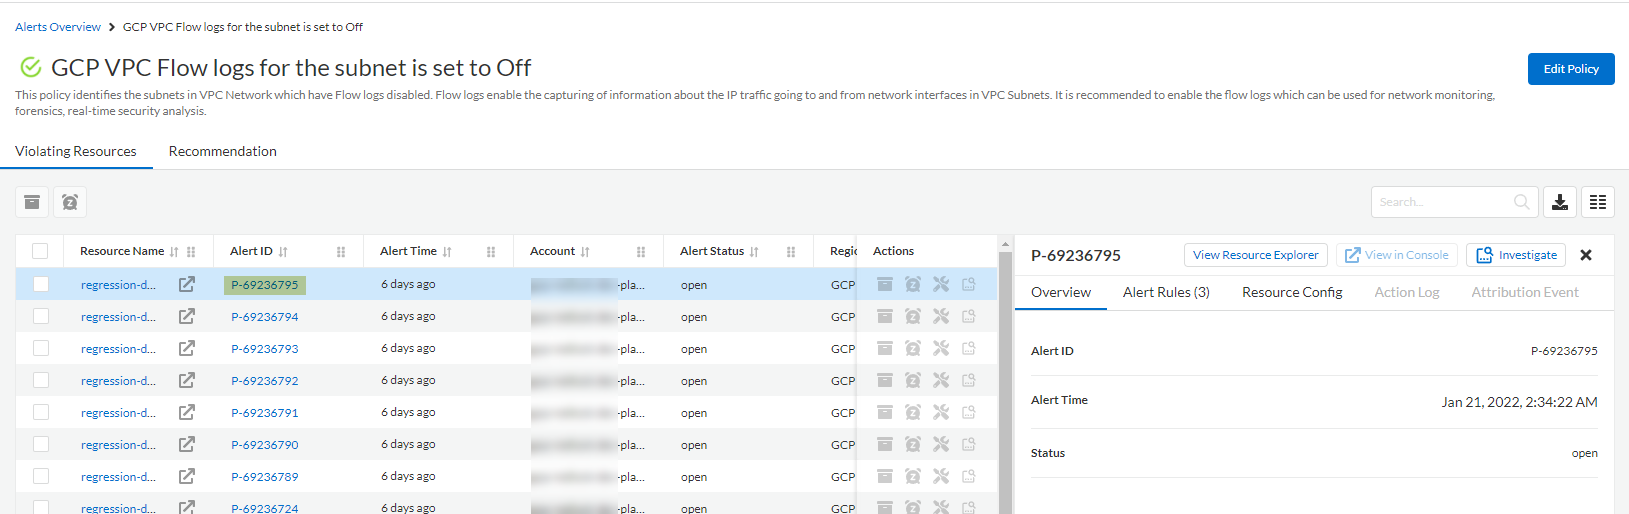 Alerts Overview > GCP VPC Flow logs for the subnet is set to Off
GCP VPC Flow logs for the subnet is set to Off
Edit Policy
This policy identifies the subnets in VPC Network which have Flow logs disabled. Flow logs enable the capturing of information about the IP traffic going to and from network interfaces in VPC Subnets. It is recommended to enable the flow logs which can be used for network monitoring,
forensics, real-time security analysis.
Violating Resources Recommendation
Search...
Resource Name Alert ID Alert Time Account Alert Status Regic Actions
regression-d... P-69236795 6 days ago -pla... open GCP
regression-d... P-69236794 6 days ago -pla... open GCP
regression-d... P-69236793 6 days ago -pla... open GCP
regression-d... P-69236792 6 days ago -pla... open GCP
regression-d... P-69236791 6 days ago -pla... open GCP
regression-d... P-69236790 6 days ago -pla... open GCP
regression-d... P-69236789 6 days ago -pla... open GCP
regression-d... P-69236724 6 days ago -pla... open GCP
P-69236795 View Resource Explorer View in Console Investigate
Overview Alert Rules (3) Resource Config Action Log Attribution Event
Alert ID P-69236795
Alert Time Jan 21, 2022, 2:34:22 AM
Status open